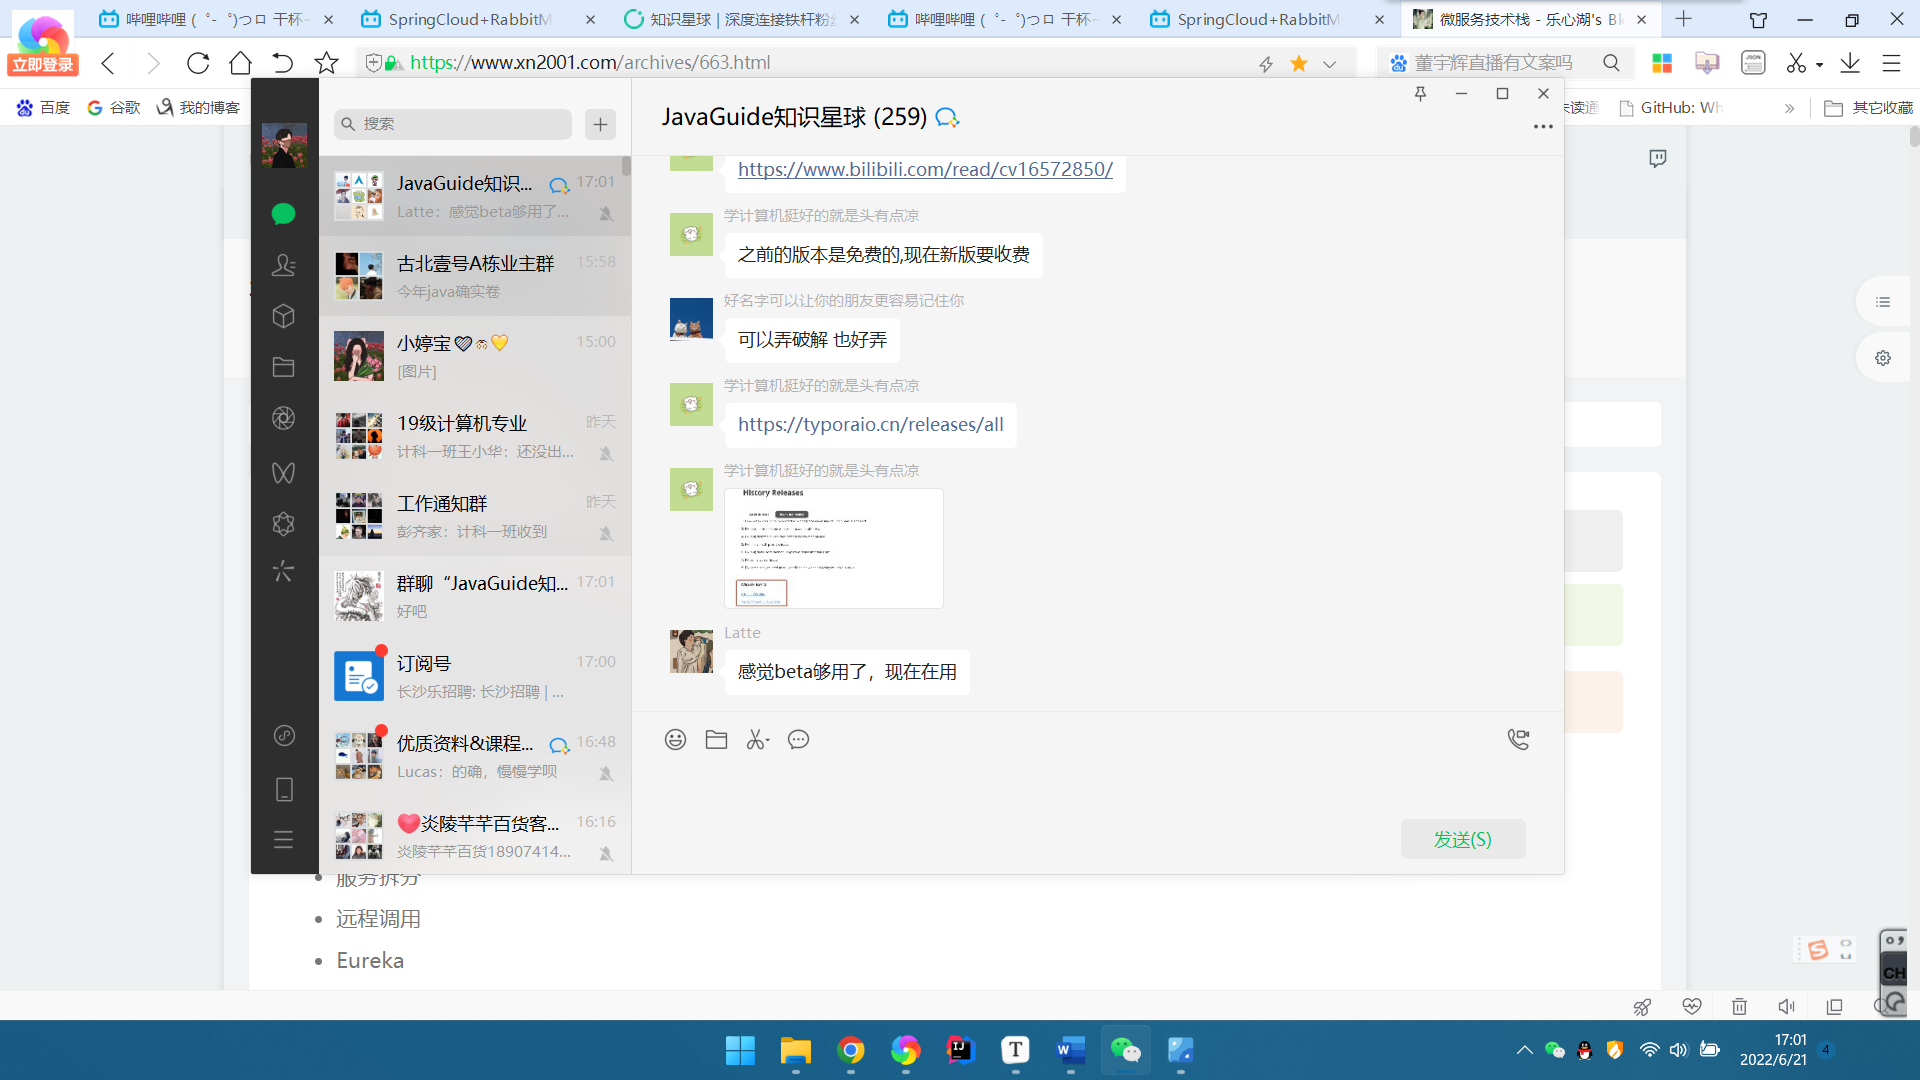 哔哩哔哩 (゜-゜)つロ 干杯~
SpringCloud+RabbitM
知识星球 | 深度连接铁杆粉丝
哔哩哔哩 (゜-゜)つロ 干杯~
SpringCloud+RabbitM
微服务技术栈 - 乐心湖's Bl
立即登录
https://www.xn2001.com/archives/663.html
董宇辉直播有文案吗
百度
谷歌
我的博客
未读通
GitHub: Wh
其它收藏
搜索
JavaGuide知识...
17:01
Latte：感觉beta够用了...
古北壹号A栋业主群
15:58
今年java确实卷
小婷宝
15:00
[图片]
19级计算机专业
昨天
计科一班王小华：还没出...
工作通知群
昨天
彭齐家：计科一班收到
群聊“JavaGuide知...
17:01
好吧
订阅号
17:00
长沙乐招聘: 长沙招聘 | ...
优质资料&课程...
16:48
Lucas：的确，慢慢学呗
炎陵芊芊百货客...
16:16
炎陵芊芊百货18907414...
JavaGuide知识星球 (259)
https://www.bilibili.com/read/cv16572850/
学计算机挺好的就是头有点凉
之前的版本是免费的,现在新版要收费
好名字可以让你的朋友更容易记住你
可以弄破解 也好弄
学计算机挺好的就是头有点凉
https://typoraio.cn/releases/all
学计算机挺好的就是头有点凉
History Releases
Latte
感觉beta够用了，现在在用
发送(S)
服务拆分
远程调用
Eureka
CH
17:01
2022/6/21
4